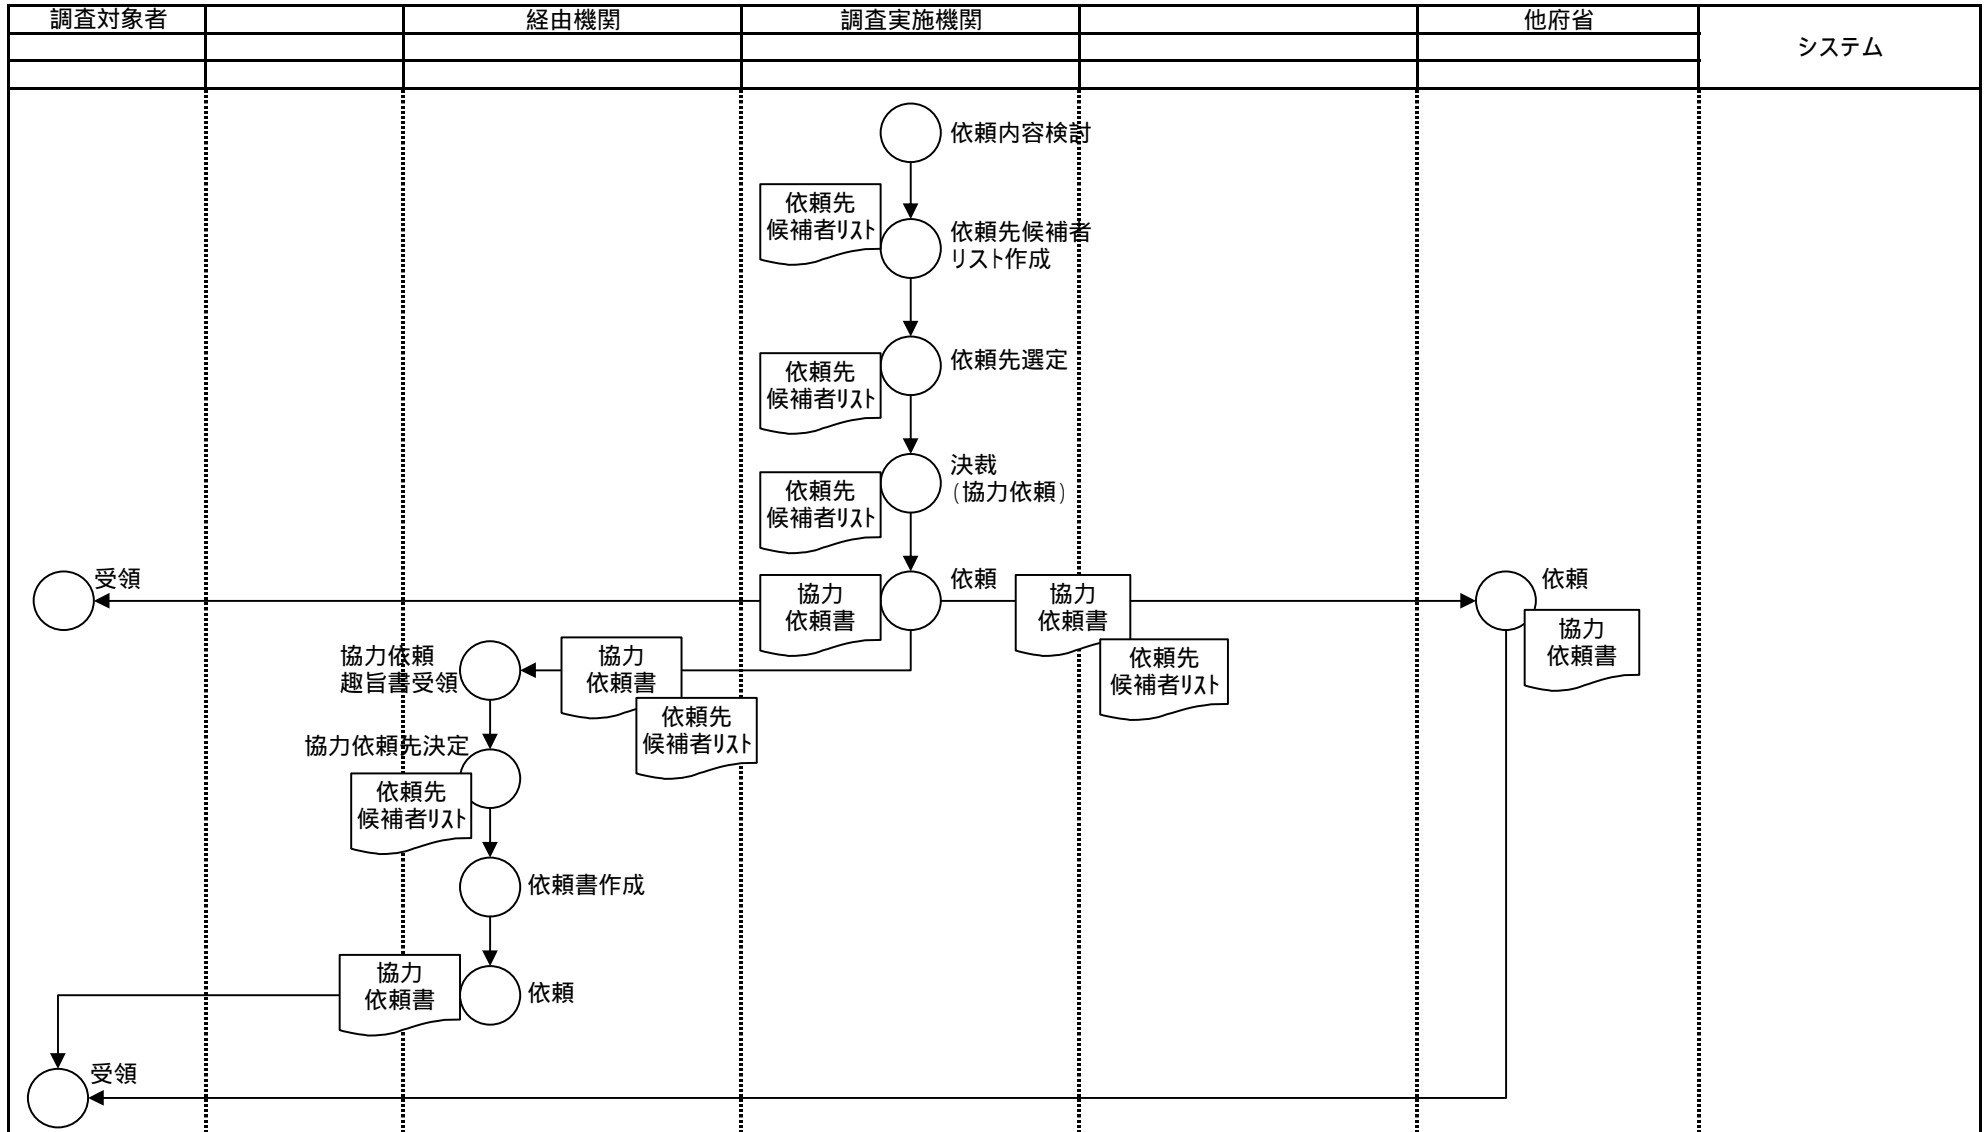 調査対象者
経由機関
調査実施機関
他府省
システム
依頼内容検討
依頼先
候補者リスト
依頼先候補者
リスト作成
依頼先
候補者リスト
依頼先選定
依頼先
候補者リスト
決裁
（協力依頼）
受領
協力
依頼書
依頼
協力
依頼書
依頼先
候補者リスト
依頼
協力
依頼書
協力依頼
趣旨書受領
協力
依頼書
依頼先
候補者リスト
協力依頼先決定
依頼先
候補者リスト
依頼書作成
協力
依頼書
依頼
受領